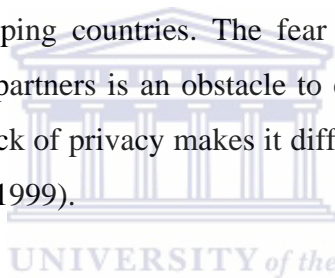 ping countries. The fear
partners is an obstacle to
ck of privacy makes it diff
1999).
UNIVERSITY of the